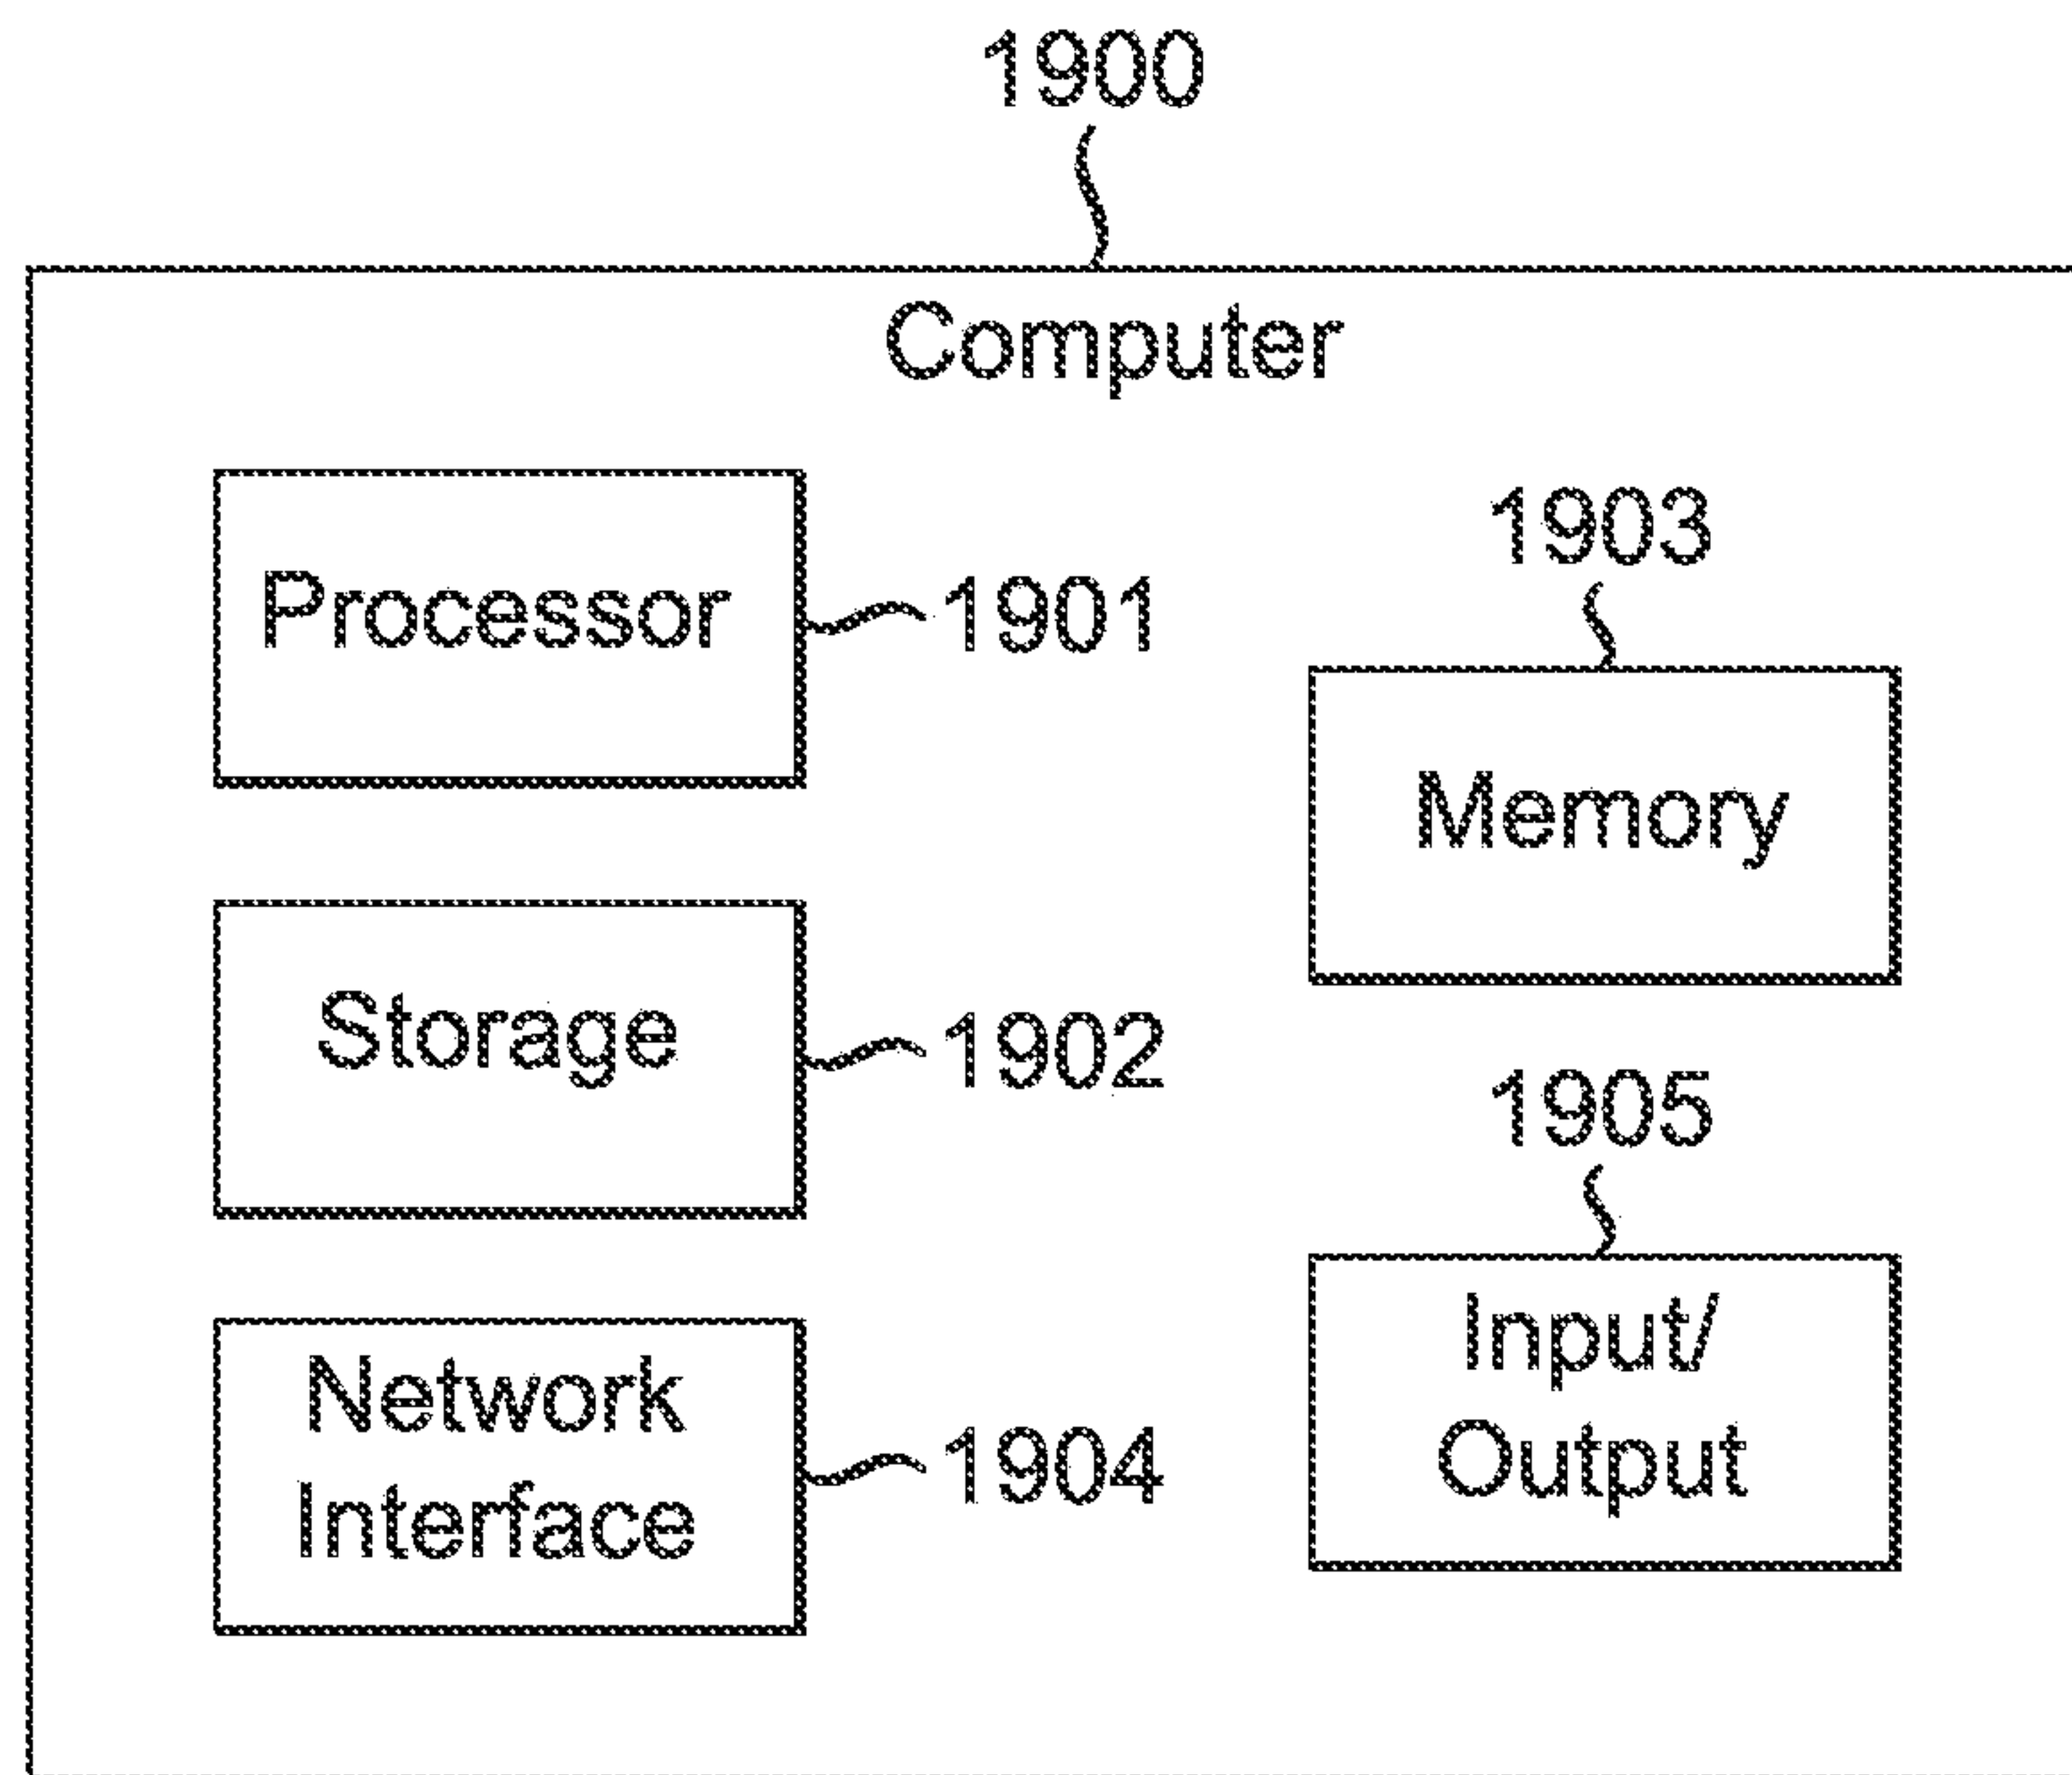 1900
Computer
Processor
1901
1903
Memory
Storage
1902
1905
Input/
Output
Network
Interface
1904